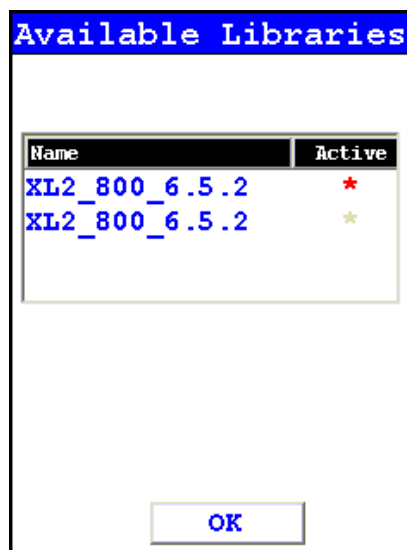 Available Libraries
Name Active
XL2_800_6.5.2 *
XL2_800_6.5.2 *
OK